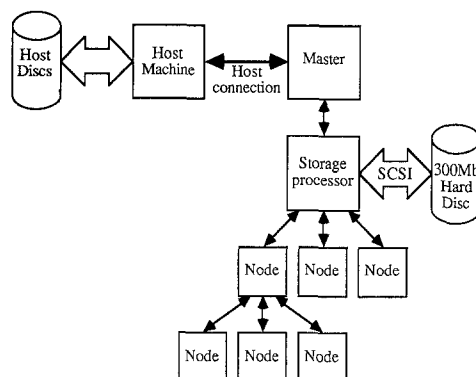 Host
Discs
Host
Machine
Host
connection
Master
Storage
processor
SCSI
300Mb
Hard
Disc
Node
Node
Node
Node
Node
Node